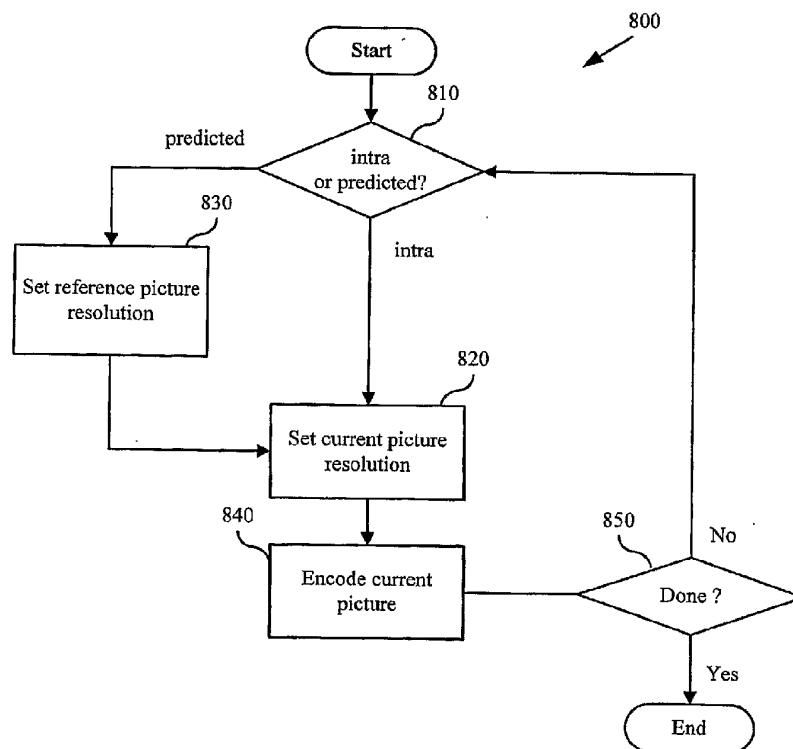 800
Start
810
predicted
intra
or predicted?
830
intra
Set reference picture
resolution
820
Set current picture
resolution
840
850
No
Encode current
picture
Done ?
Yes
End